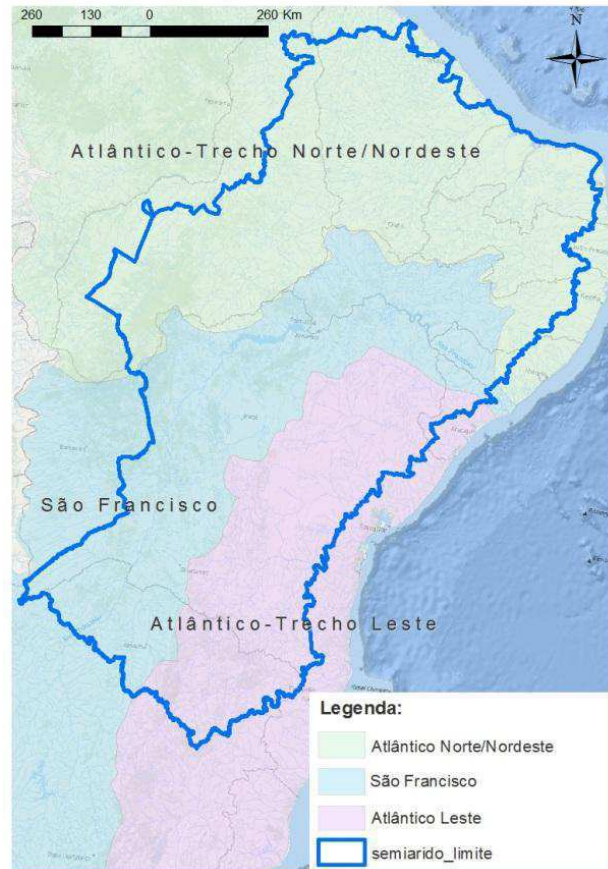 260 130 0 260 Km
N
Atlântico-Trecho Norte/Nordeste
São Francisco
Atlântico-Trecho Leste
Legenda:
Atlântico Norte/Nordeste
São Francisco
Atlântico Leste
semiarido_limite